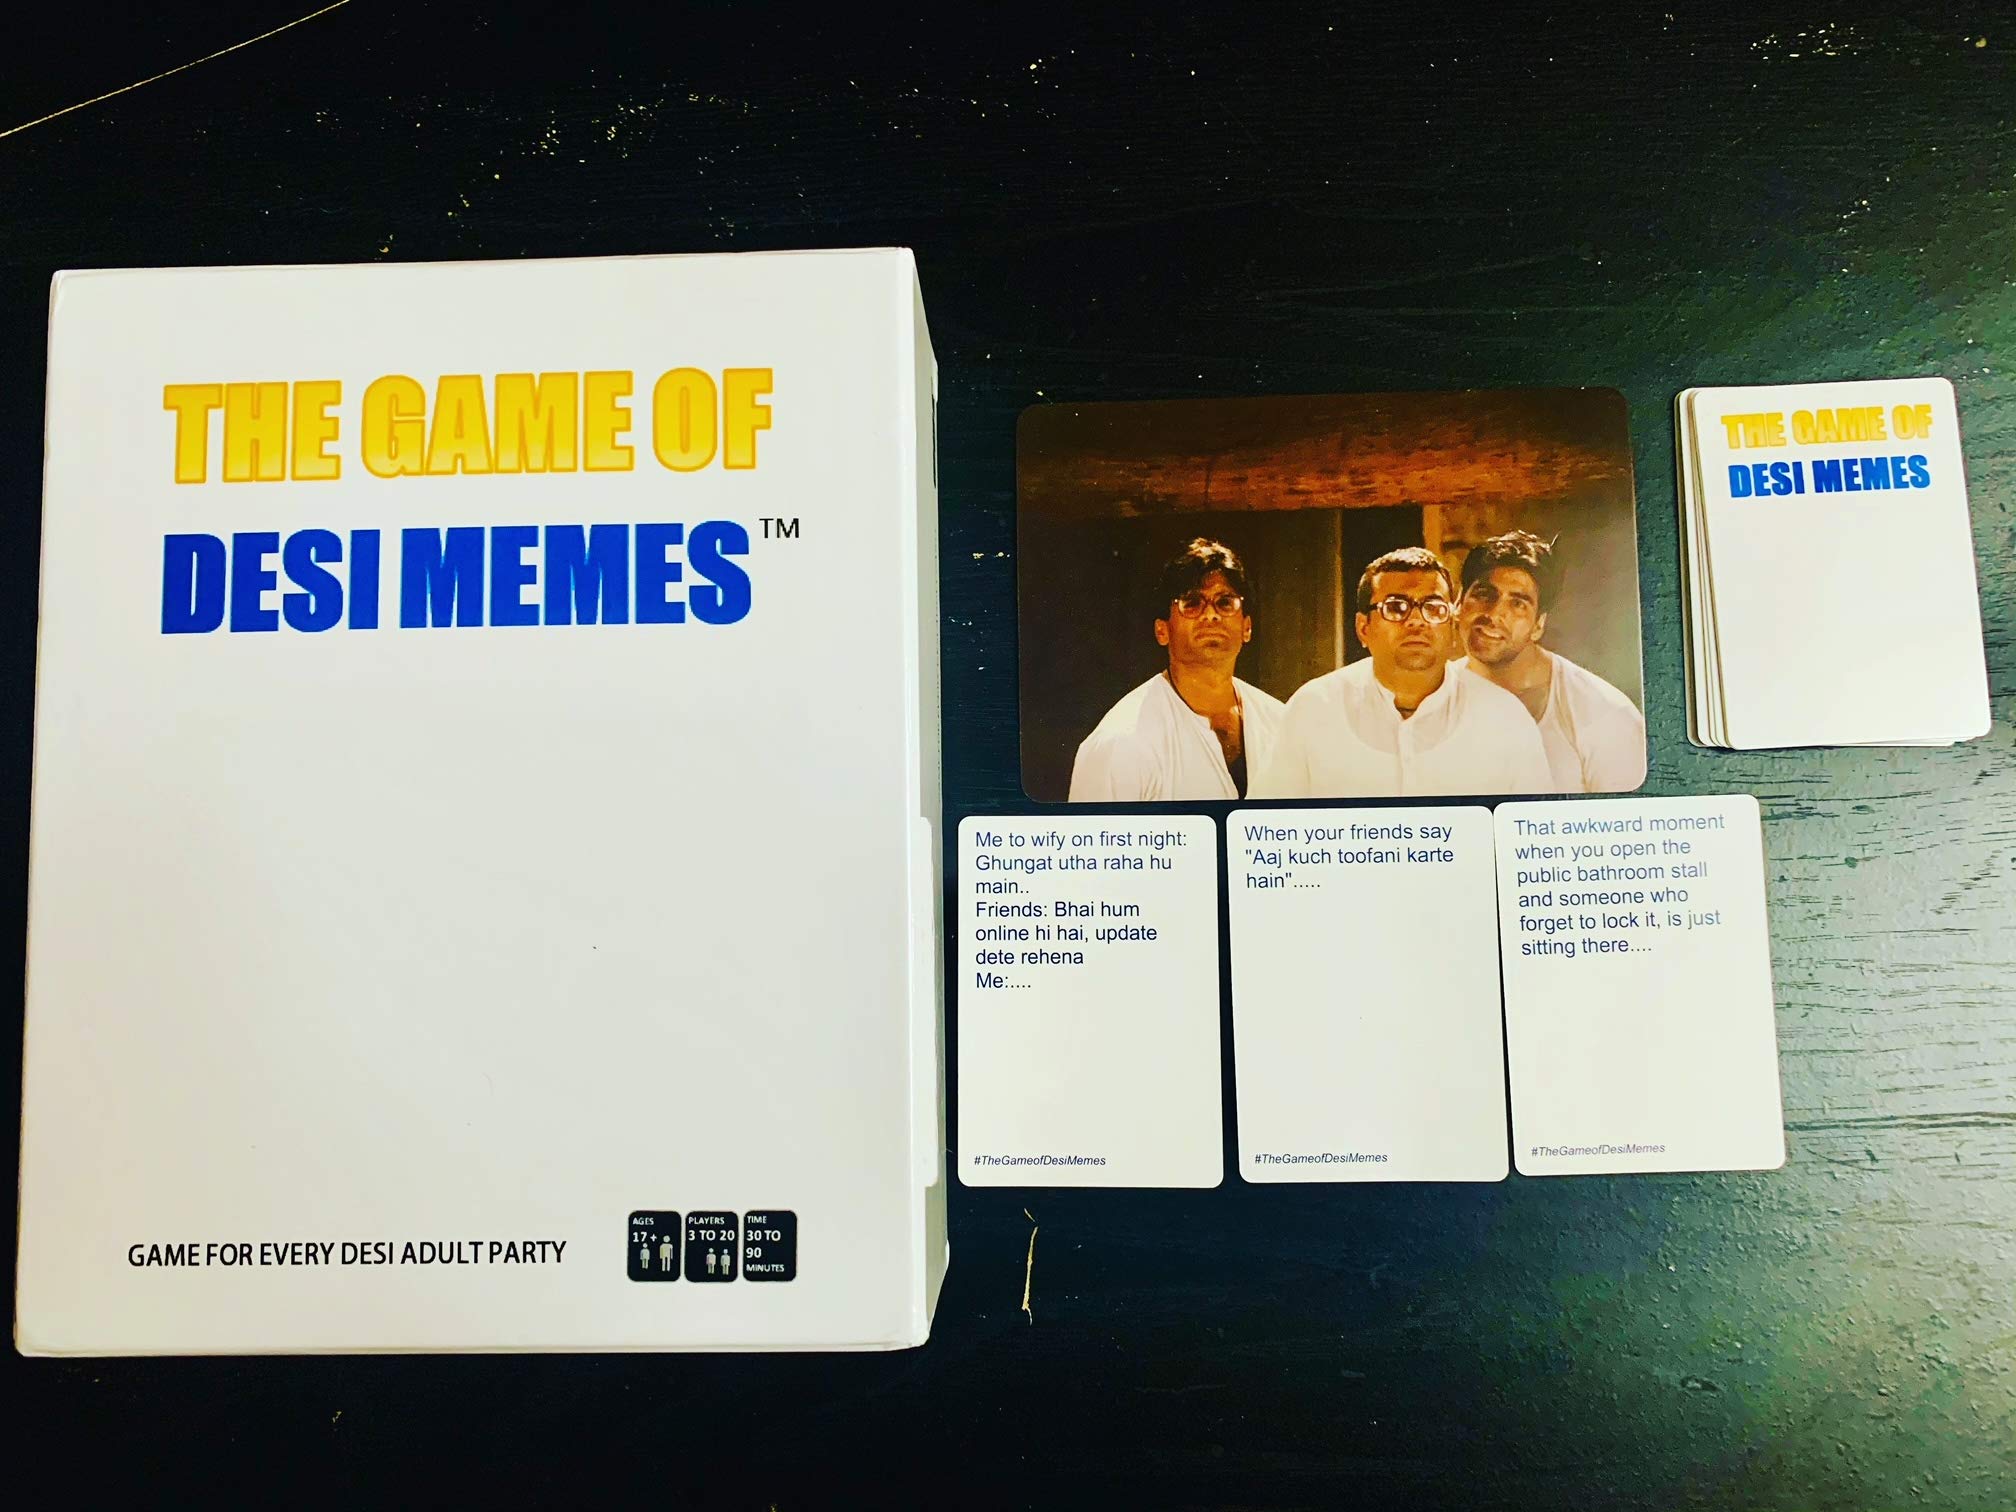 THE GAME OF
DESI MEMES™
GAME FOR EVERY DESI ADULT PARTY
AGES
17+
PLAYERS
3 TO 20
TIME
30 TO
90
MINUTES
THE GAME OF
DESI MEMES
Me to wify on first night:
Ghungat utha raha hu
main..
Friends: Bhai hum
online hi hai, update
dete rehena
Me:....
#TheGameofDesiMemes
When your friends say
"Aaj kuch toofani karte
hain".....
#TheGameofDesiMemes
That awkward moment
when you open the
public bathroom stall
and someone who
forget to lock it, is just
sitting there....
#TheGameofDesiMemes